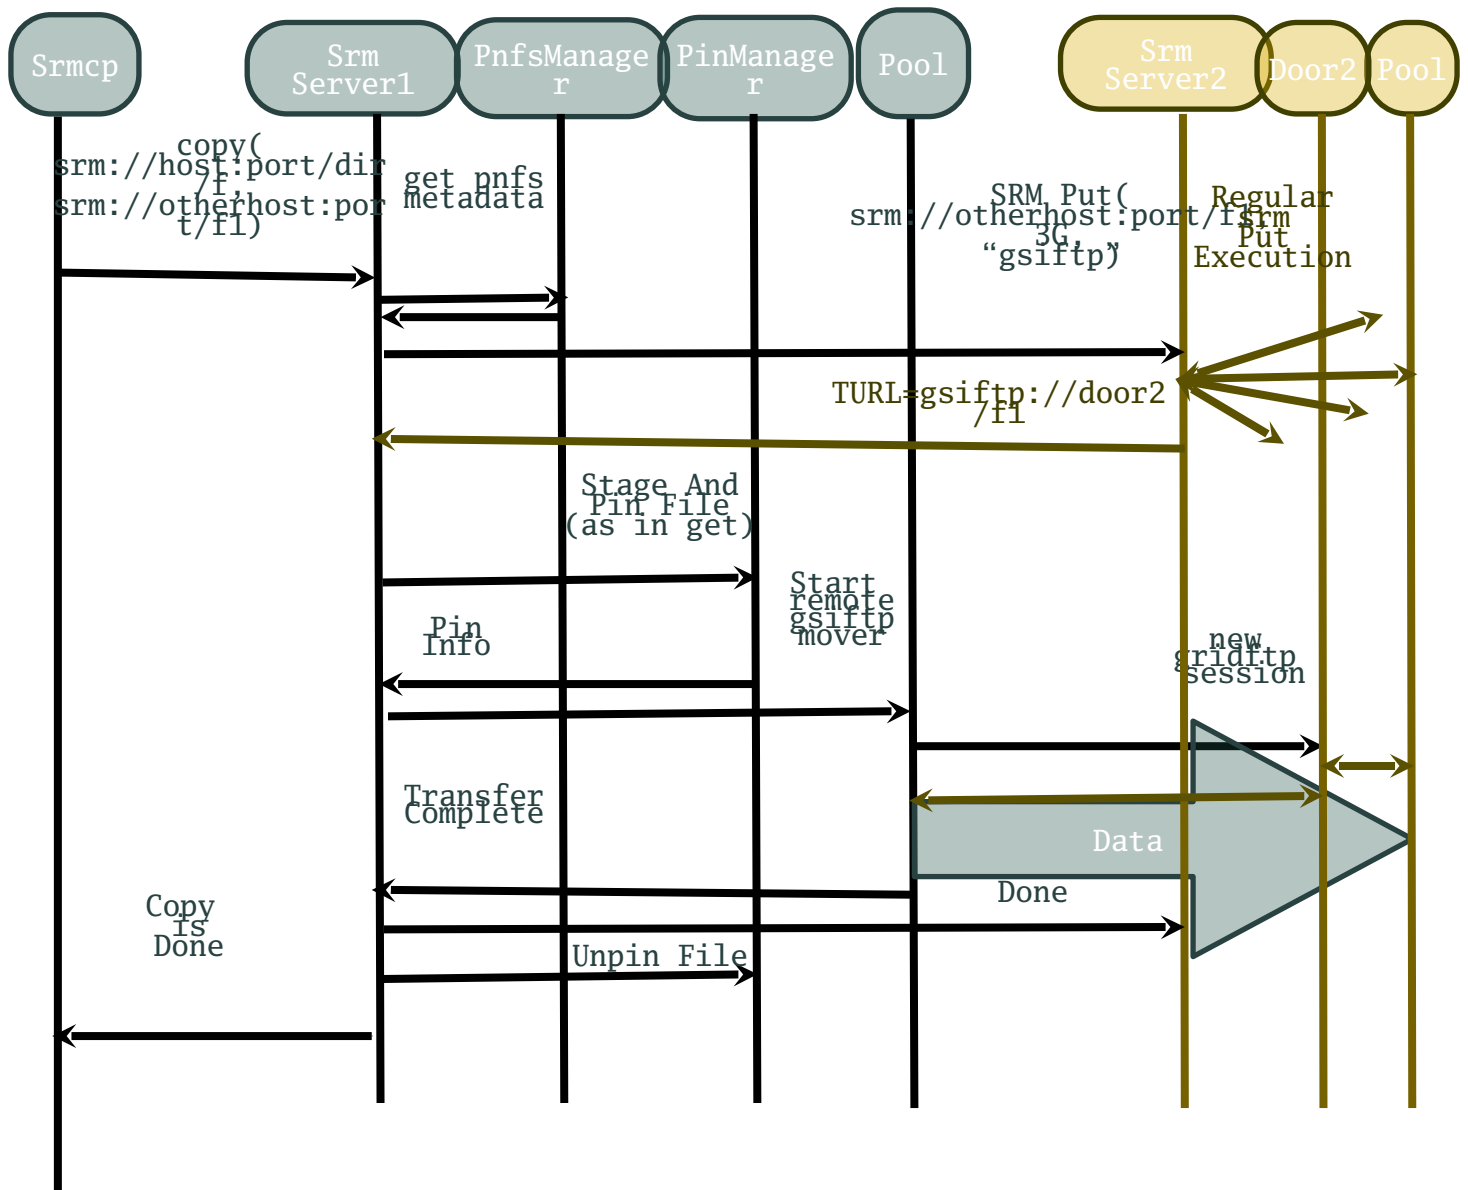 Srmcp
Srm
Server1
PnfsManage
r
PinManage
r
Pool
Srm
Server2
Door2
Pool
copy(
srm://host:port/dir
/f,
srm://otherhost:por
t/f1)
get pnfs
metadata
SRM Put(
srm://otherhost:port/f1,
3G, ”
“gsiftp)
Regular
srm
Put
Execution
TURL=gsiftp://door2
/f1
Stage And
Pin File
(as in get)
Start
remote
gsiftp
mover
Pin
Info
new
gridftp
session
Transfer
Complete
Data
Done
Copy
is
Done
Unpin File